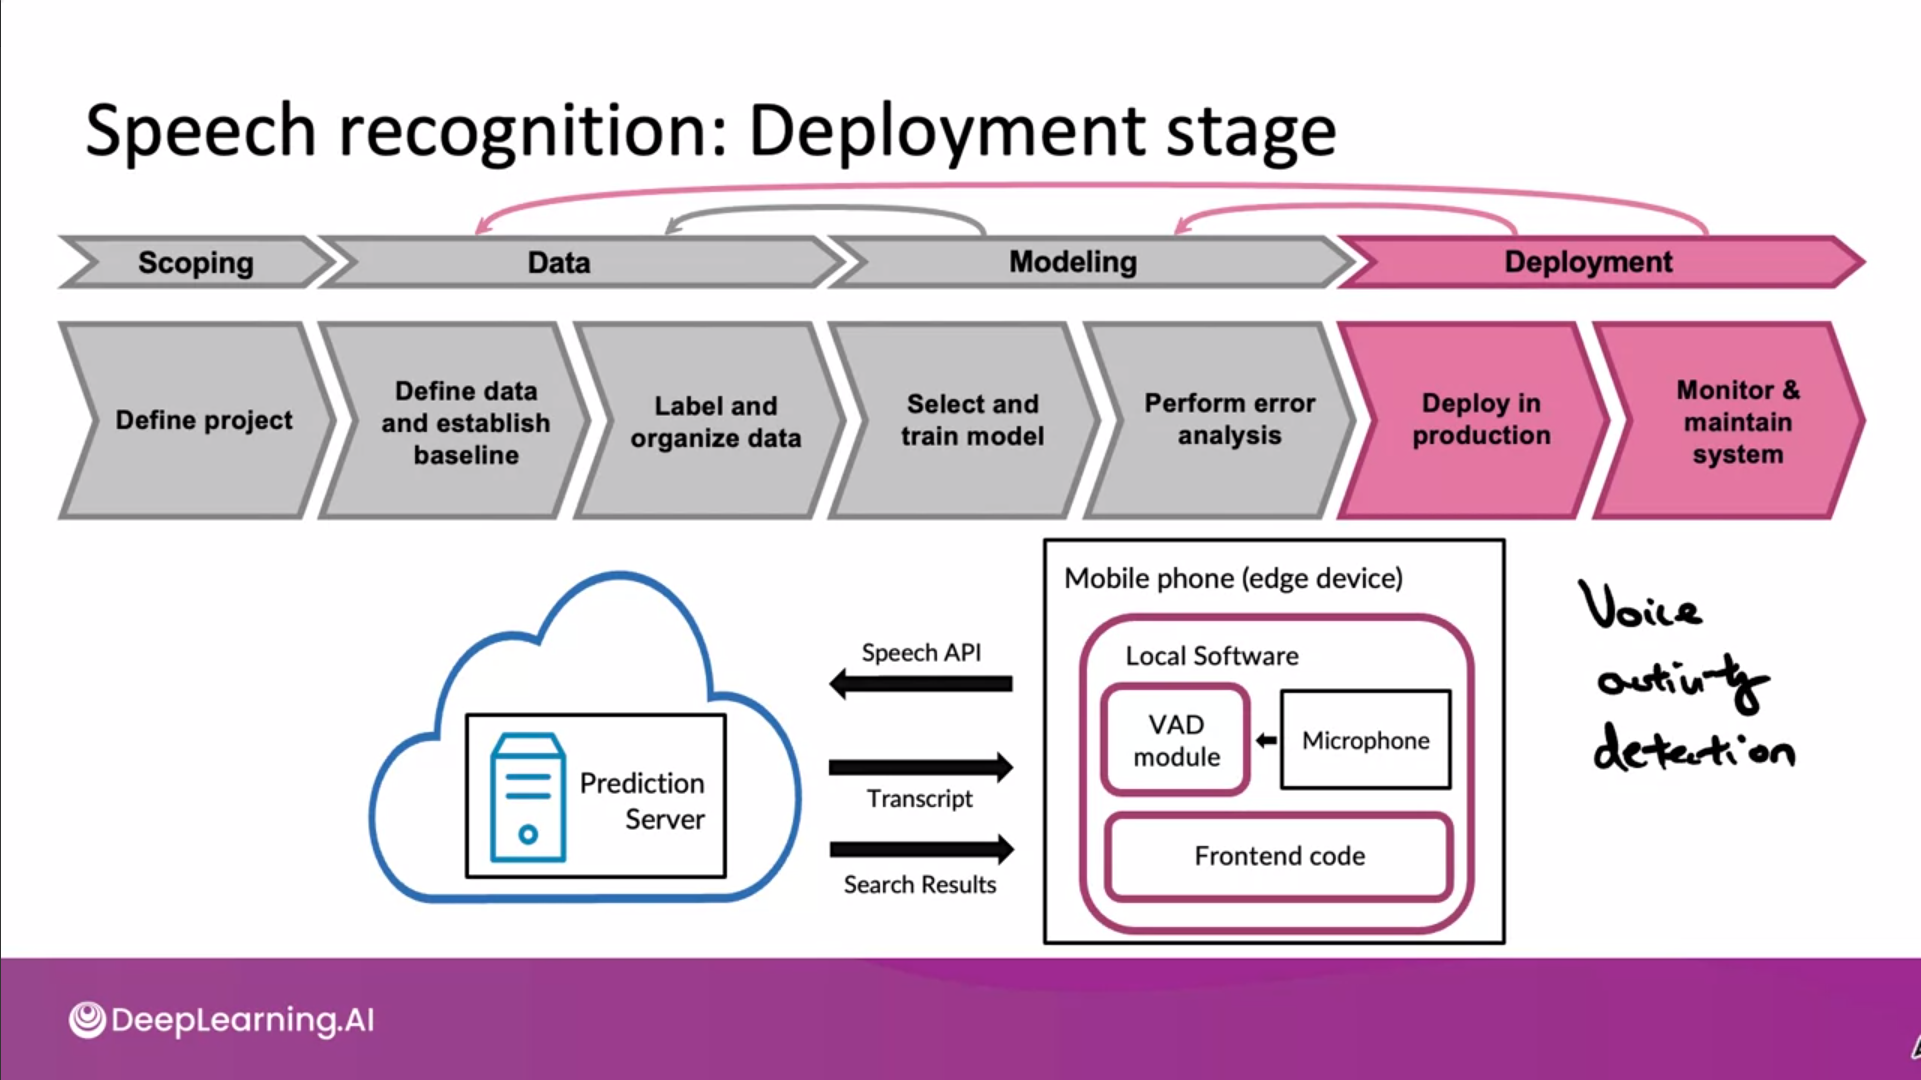 Speech recognition: Deployment stage
Scoping
Data
Modeling
Deployment
Define project
Define data
and establish
baseline
Label and
organize data
Select and
train model
Perform error
analysis
Deploy in
production
Monitor &
maintain
system
Prediction
Server
Speech API
Transcript
Search Results
Mobile phone (edge device)
Local Software
VAD
module
Microphone
Frontend code
Voice
activity
detection
DeepLearning.AI